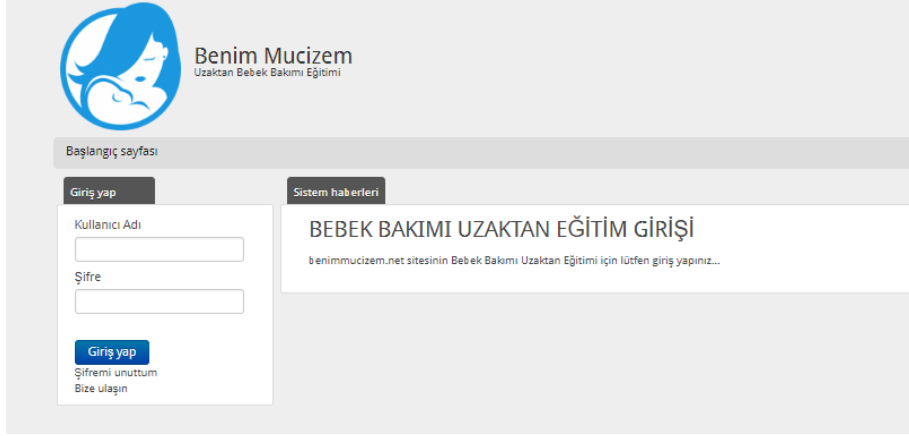 Benim Mucizem
Uzaktan Bebek Bakımı Eğitimi
Başlangıç sayfası
Giriş yap
Kullanıcı Adı
Şifre
Giriş yap
Şifremi unuttum
Bize ulaşın
Sistem haberleri
BEBEK BAKIMI UZAKTAN EĞİTİM GİRİŞİ
benimmucizem.net sitesinin Bebek Bakımı Uzaktan Eğitimi için lütfen giriş yapınız...